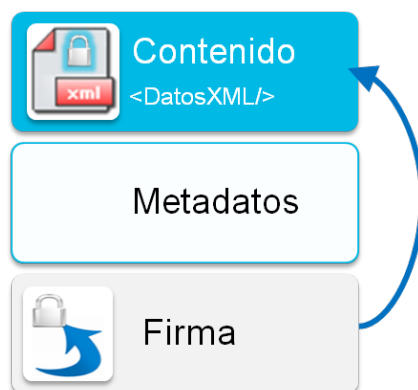 Contenido
xml
<DatosXML/>
Metadatos
Firma